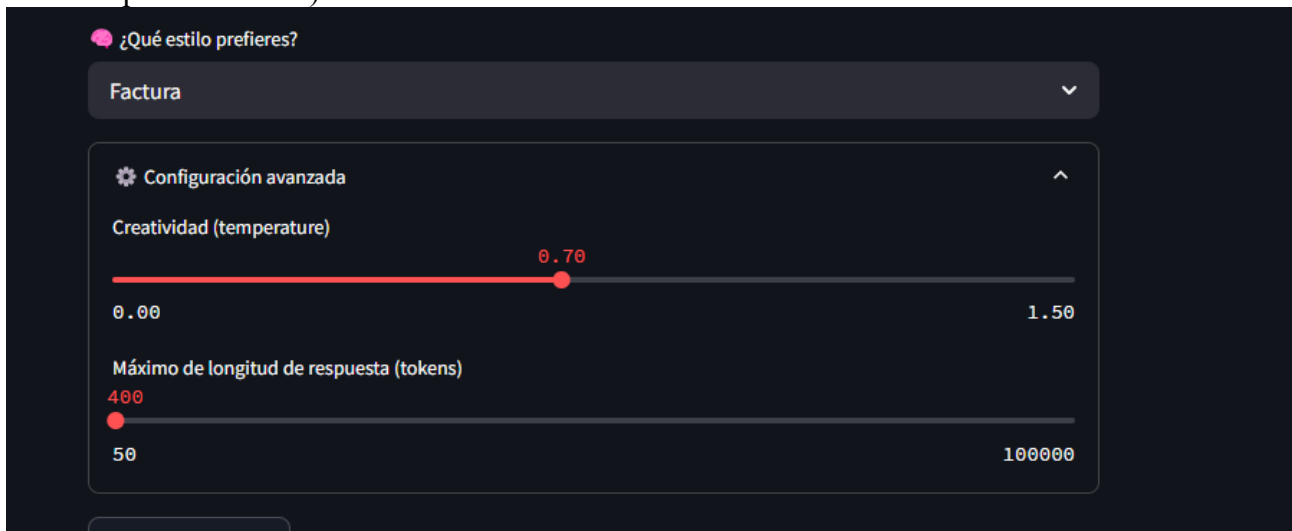 ¿Qué estilo prefieres?
Factura
Configuración avanzada
Creatividad (temperature)
0.70
0.00 1.50
Máximo de longitud de respuesta (tokens)
400
50 100000